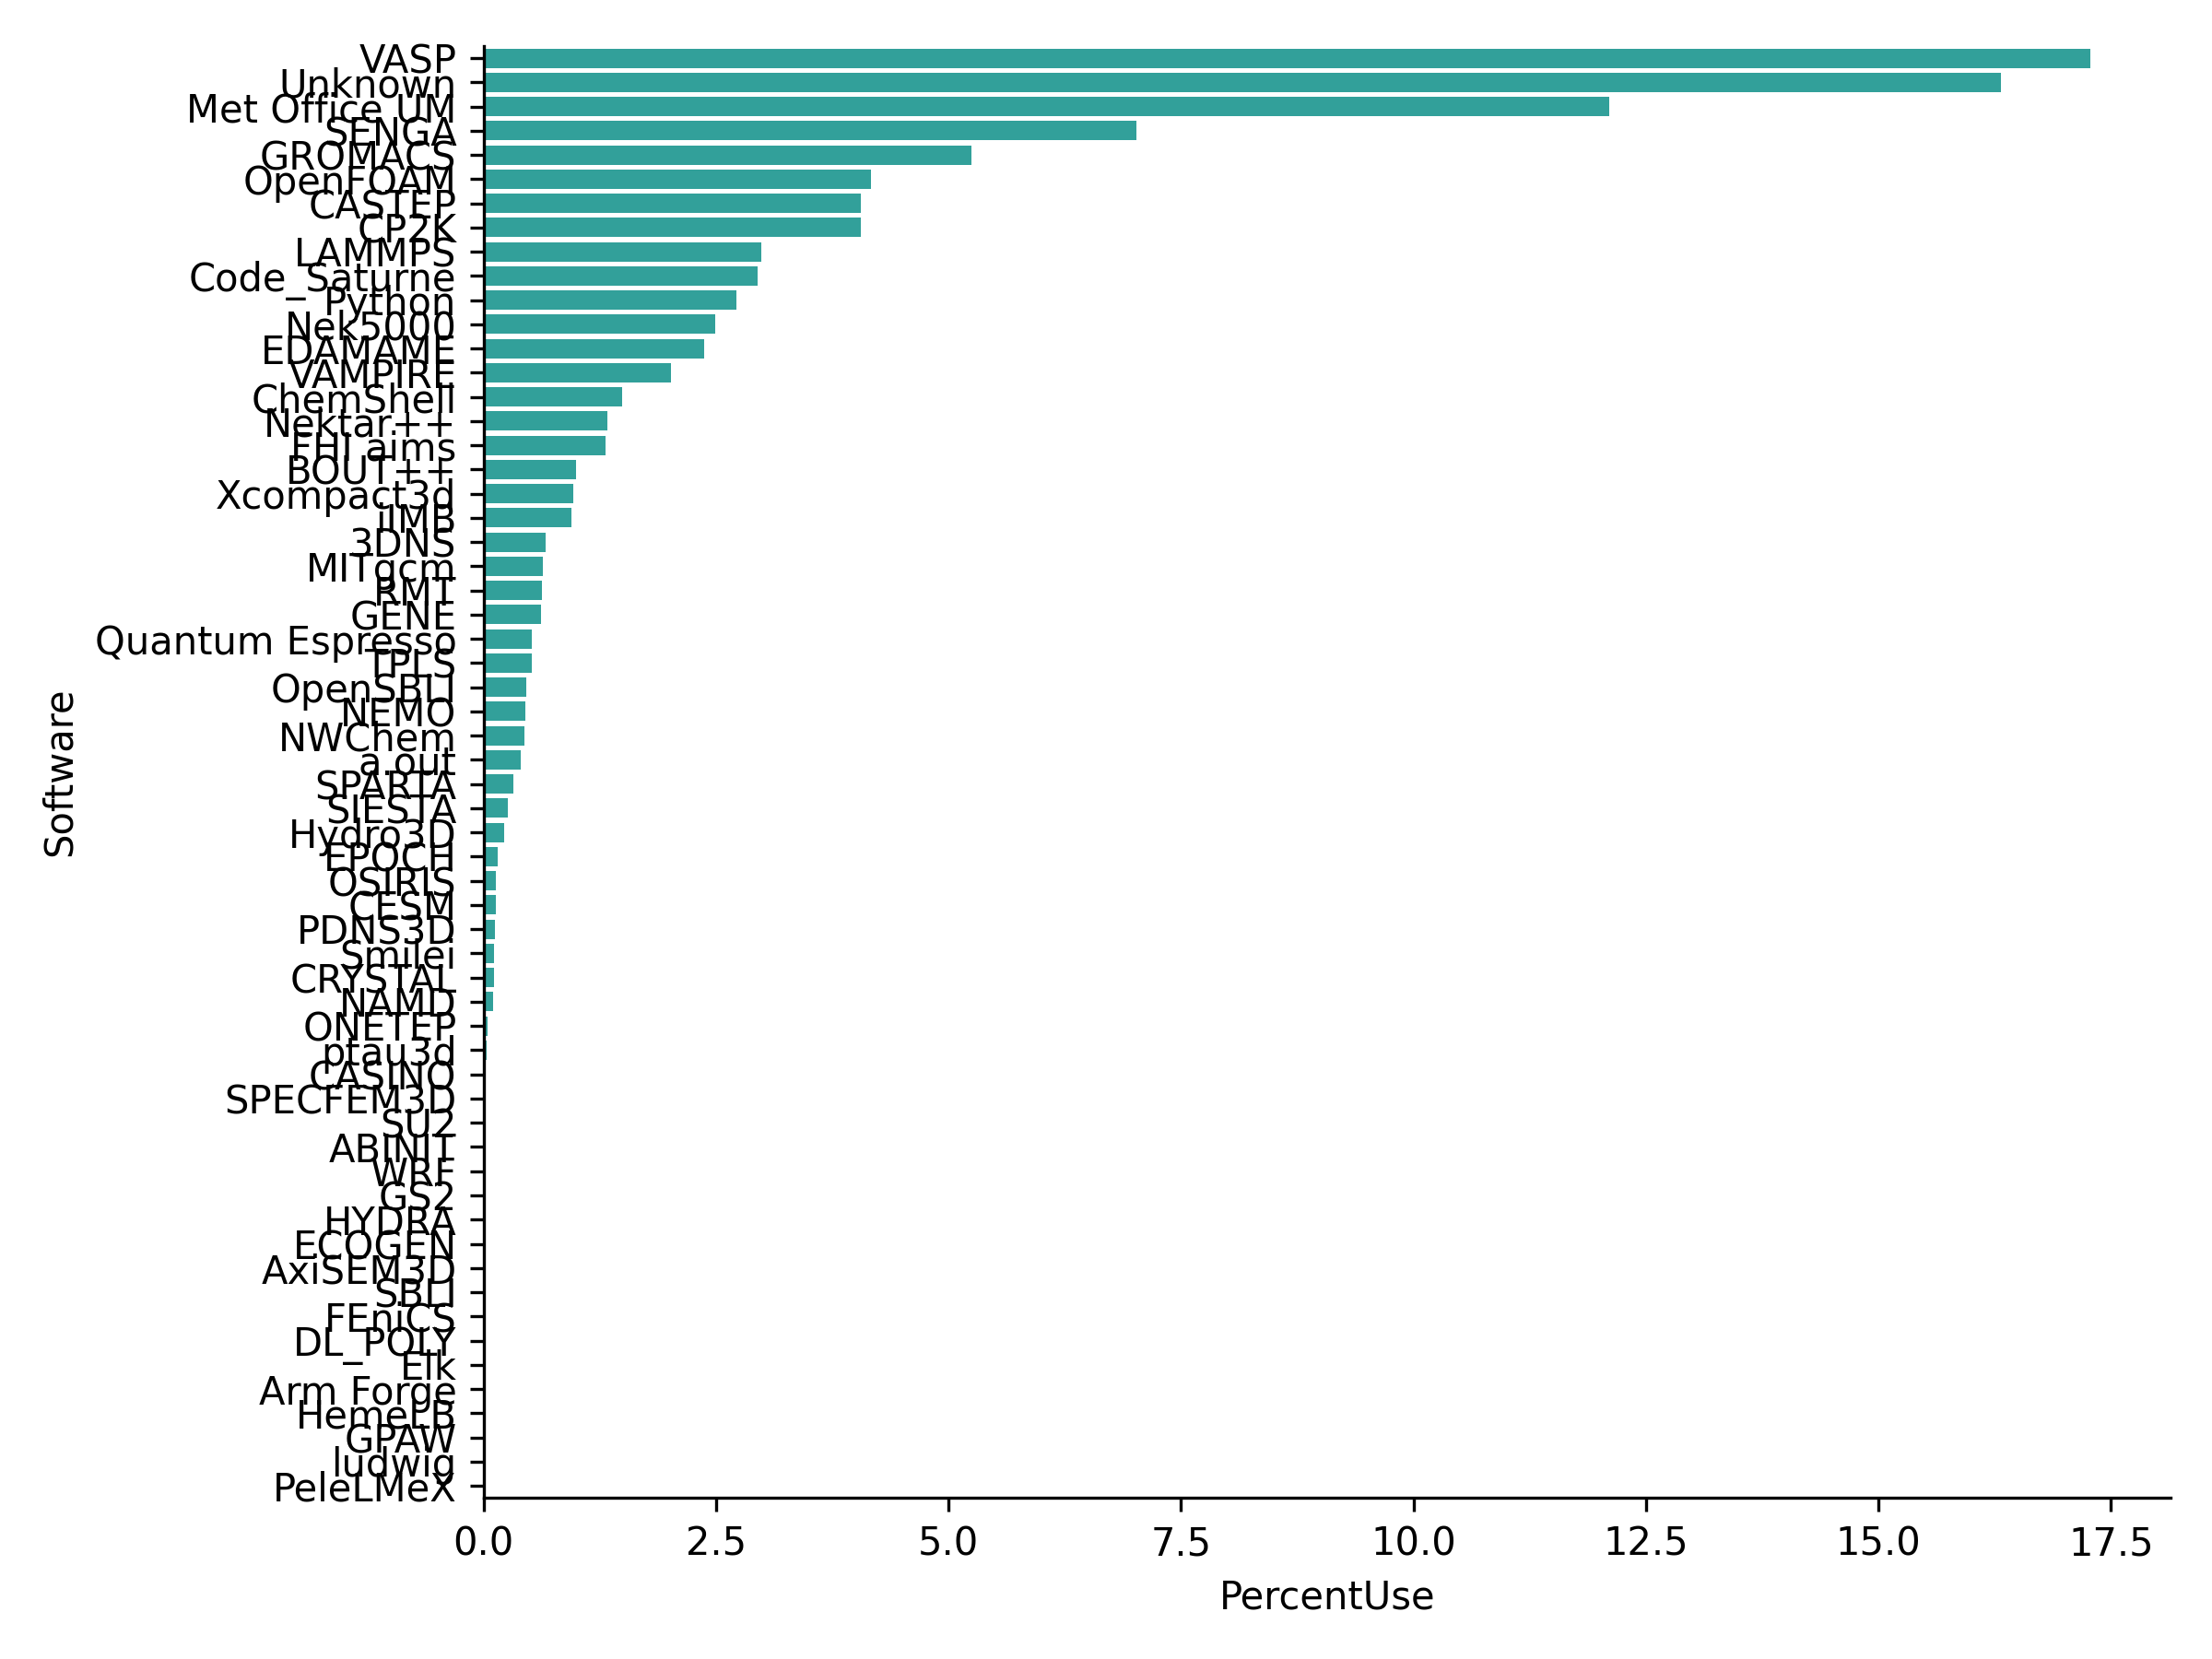 VASP
Unknown
Met Office UM
SENGA
GROMACS
OpenFOAM
CASTEP
CP2K
LAMMPS
Code_Saturne
Python
Nek5000
EDAMAME
VAMPIRE
ChemShell
Nektar++
FHI aims
BOUT++
Xcompact3d
iIMB
3DNS
MITgcm
RMT
GENE
Quantum Espresso
TPLS
OpenSBLI
NEMO
NWChem
a.out
SPARTA
SIESTA
Hydro3D
EPOCH
OSIRIS
CESM
PDNS3D
Smilei
CRYSTAL
NAMD
ONETEP
ptau3d
CASINO
SPECFEM3D
SU2
ABINIT
WRF
GS2
HYDRA
ECOGEN
AxiSEM3D
SBLI
FEniCS
DL_POLY
Elk
Arm Forge
HemeLB
GPAW
ludwig
PeleLMeX
Software
0.0 2.5 5.0 7.5 10.0 12.5 15.0 17.5
PercentUse